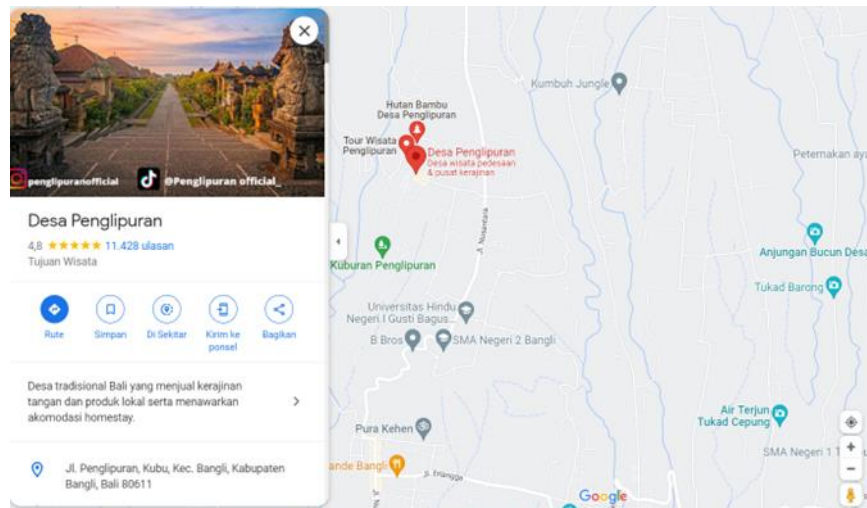 penglipuranofficial
@Penglipuran official_
Desa Penglipuran
4,8
11.428 ulasan
Tujuan Wisata
Rute
Simpan
Di Sekitar
Kirim ke
ponsel
Bagikan
Desa tradisional Bali yang menjual kerajinan
tangan dan produk lokal serta menawarkan
akomodasi homestay.
Jl. Penglipuran, Kubu, Kec. Bangli, Kabupaten
Bangli, Bali 80611
Kumbuh Jungle
Hutan Bambu
Desa Penglipuran
Tour Wisata
Penglipuran
Desa Penglipuran
Desa wisata pedesaan
& pusat kerajinan
Peternakan aya
Jl. Nusantara
Kuburan Penglipuran
Anjungan Bucun Desa
Tukad Barong
Universitas Hindu
Negeri I Gusti Bagus...
B Bros
SMA Negeri 2 Bangli
Pura Kehen
Air Terjun
Tukad Cepung
SMA Negeri 1 T
ande Bangli
Jl. Erlangga
Google